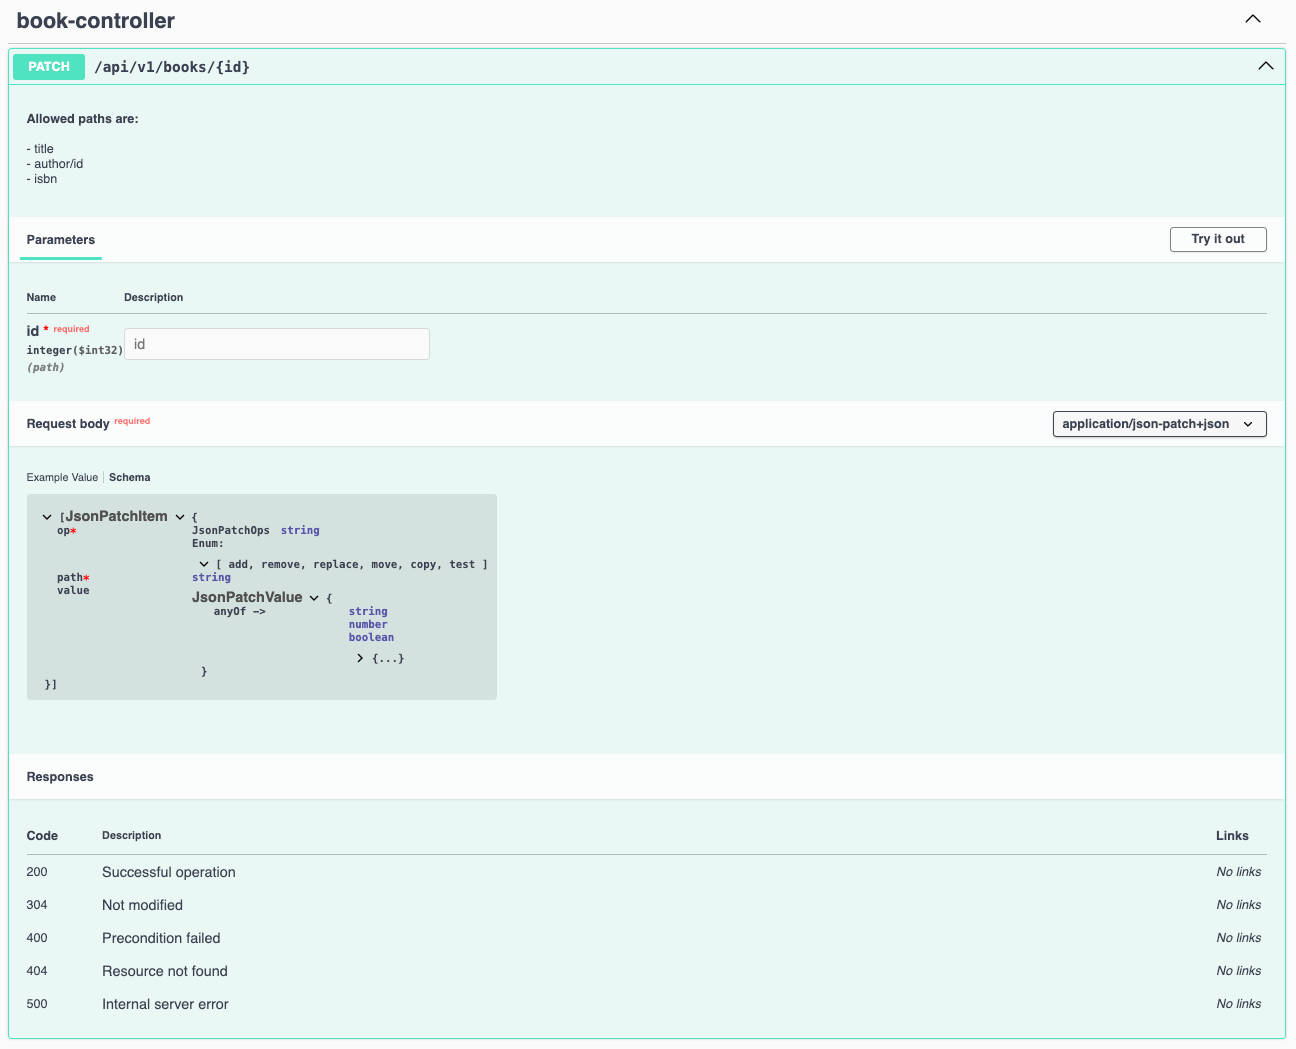 book-controller
PATCH /api/v1/books/{id}
Allowed paths are:
- title
- author/id
- isbn
Parameters
Try it out
Name Description
id * required
integer($int32)
(path)
id
Request body required
application/json-patch+json
Example Value Schema
[JsonPatchItem {
op* JsonPatchOps string
Enum:
[ add, remove, replace, move, copy, test ]
path* string
value JsonPatchValue {
anyOf -> string
number
boolean
{...}
}
}]
Responses
Code Description Links
200 Successful operation No links
304 Not modified No links
400 Precondition failed No links
404 Resource not found No links
500 Internal server error No links